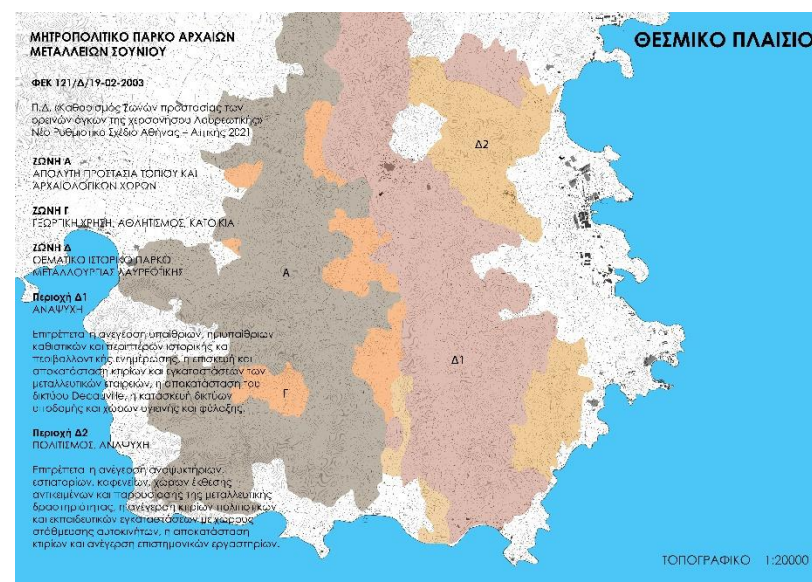 ΜΗΤΡΟΠΟΛΙΤΙΚΟ ΠΑΡΚΟ ΑΡΧΑΙΩΝ
ΜΕΤΑΛΛΕΙΩΝ ΣΟΥΝΙΟΥ
ΘΕΣΜΙΚΟ ΠΛΑΙΣΙΟ
ΦΕΚ 121/Δ/19-02-2003
Π.Δ. «Καθορισμός ζωνών προστασίας των
ορεινών όγκων της χερσονήσου Λαυρεωτικής»
Νέο Ρυθμιστικό Σχέδιο Αθήνας – Αττικής 2021
ΖΩΝΗ Α
ΑΠΟΛΥΤΗ ΠΡΟΣΤΑΣΙΑ ΤΟΠΙΟΥ ΚΑΙ
ΑΡΧΑΙΟΛΟΓΙΚΩΝ ΧΩΡΩΝ
ΖΩΝΗ Γ
ΓΕΩΡΓΙΚΗ ΧΡΗΣΗ, ΑΘΛΗΤΙΣΜΟΣ, ΚΑΤΟΙΚΙΑ
ΖΩΝΗ Δ
ΘΕΜΑΤΙΚΟ ΙΣΤΟΡΙΚΟ ΠΑΡΚΟ
ΜΕΤΑΛΛΟΥΡΓΙΑΣ ΛΑΥΡΕΩΤΙΚΗΣ
Περιοχή Δ1
ΑΝΑΨΥΧΗ
Επιτρέπεται η ανέγερση υπαίθριων, ημιυπαίθριων
καθιστικών και περιπτέρων ιστορικής και
περιβαλλοντικής ενημέρωσης, η επισκευή και
αποκατάσταση κτιρίων και εγκαταστάσεων των
μεταλλευτικών εταιρειών, η αποκατάσταση του
δικτύου Decauville, η κατασκευή δικτύων
υποδομής και χώρων υγιεινής και φύλαξης.
Περιοχή Δ2
ΠΟΛΙΤΙΣΜΟΣ, ΑΝΑΨΥΧΗ
Επιτρέπεται η ανέγερση αναψυκτηρίων,
εστιατορίων, καφενείων, χώρων έκθεσης
αντικειμένων και παρουσίασης της μεταλλευτικής
δραστηριότητας, η ανέγερση κτιρίων πολιτιστικών
και εκπαιδευτικών εγκαταστάσεων με χώρους
στάθμευσης αυτοκινήτων, η αποκατάσταση
κτιρίων και ανέγερση επιστημονικών εργαστηρίων.
Δ2
Α
Δ1
Γ
ΤΟΠΟΓΡΑΦΙΚΟ 1:20000